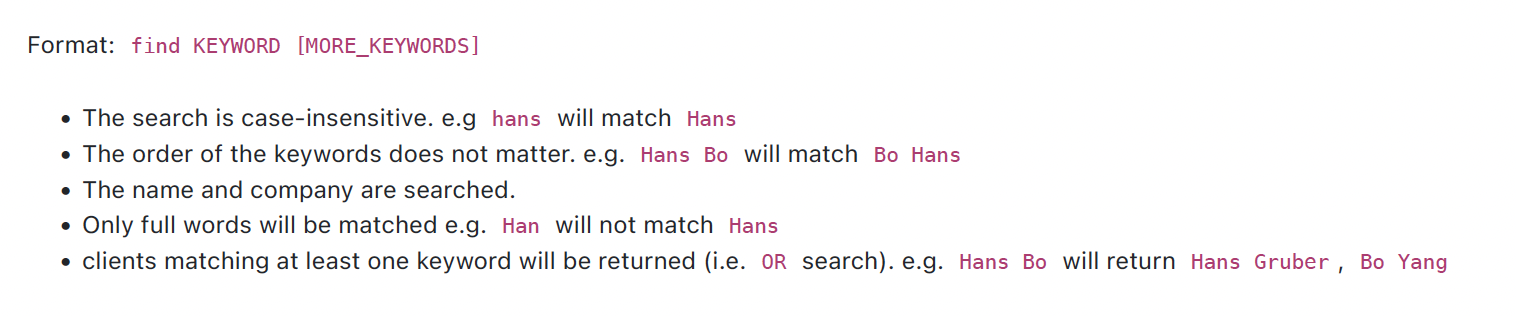 Format: find KEYWORD [MORE_KEYWORDS]
• The search is case-insensitive. e.g hans will match Hans
• The order of the keywords does not matter. e.g. Hans Bo will match Bo Hans
• The name and company are searched.
• Only full words will be matched e.g. Han will not match Hans
• clients matching at least one keyword will be returned (i.e. OR search). e.g. Hans Bo will return Hans Gruber, Bo Yang